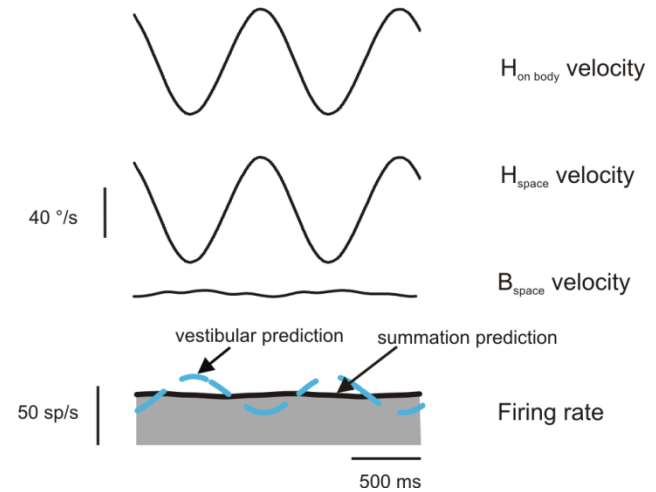 H on body velocity
H space velocity
40 °/s
B space velocity
vestibular prediction
summation prediction
50 sp/s
Firing rate
500 ms